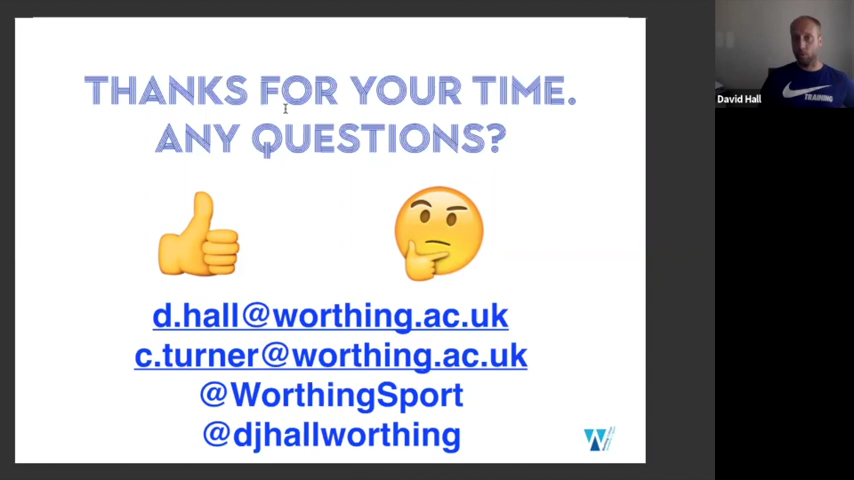 THANKS FOR YOUR TIME.
ANY QUESTIONS?
d.hall@worthing.ac.uk
c.turner@worthing.ac.uk
@WorthingSport
@djhallworthing
David Hall
TRAINING